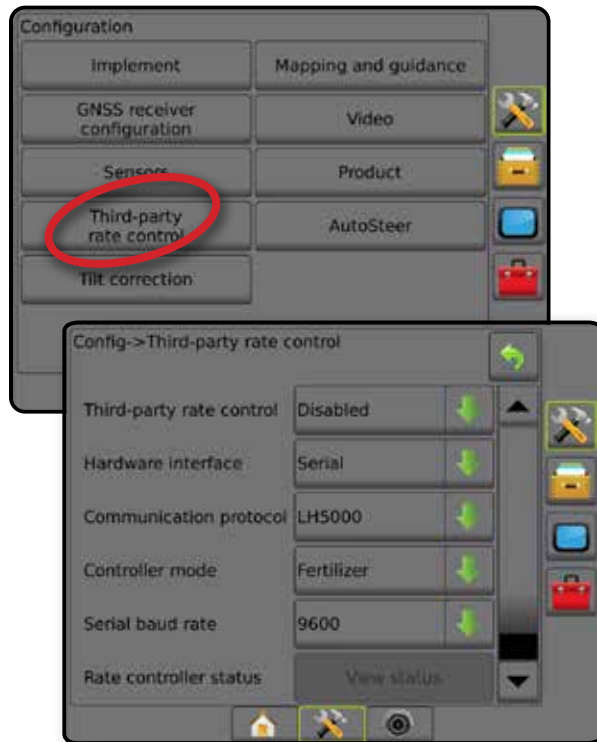 Configuration
Implement
Mapping and guidance
GNSS receiver
configuration
Video
Sensors
Product
Third-party
rate control
AutoSteer
Tilt correction
Config->Third-party rate control
Third-party rate control
Disabled
Hardware interface
Serial
Communication protocol
LH5000
Controller mode
Fertilizer
Serial baud rate
9600
Rate controller status
View status